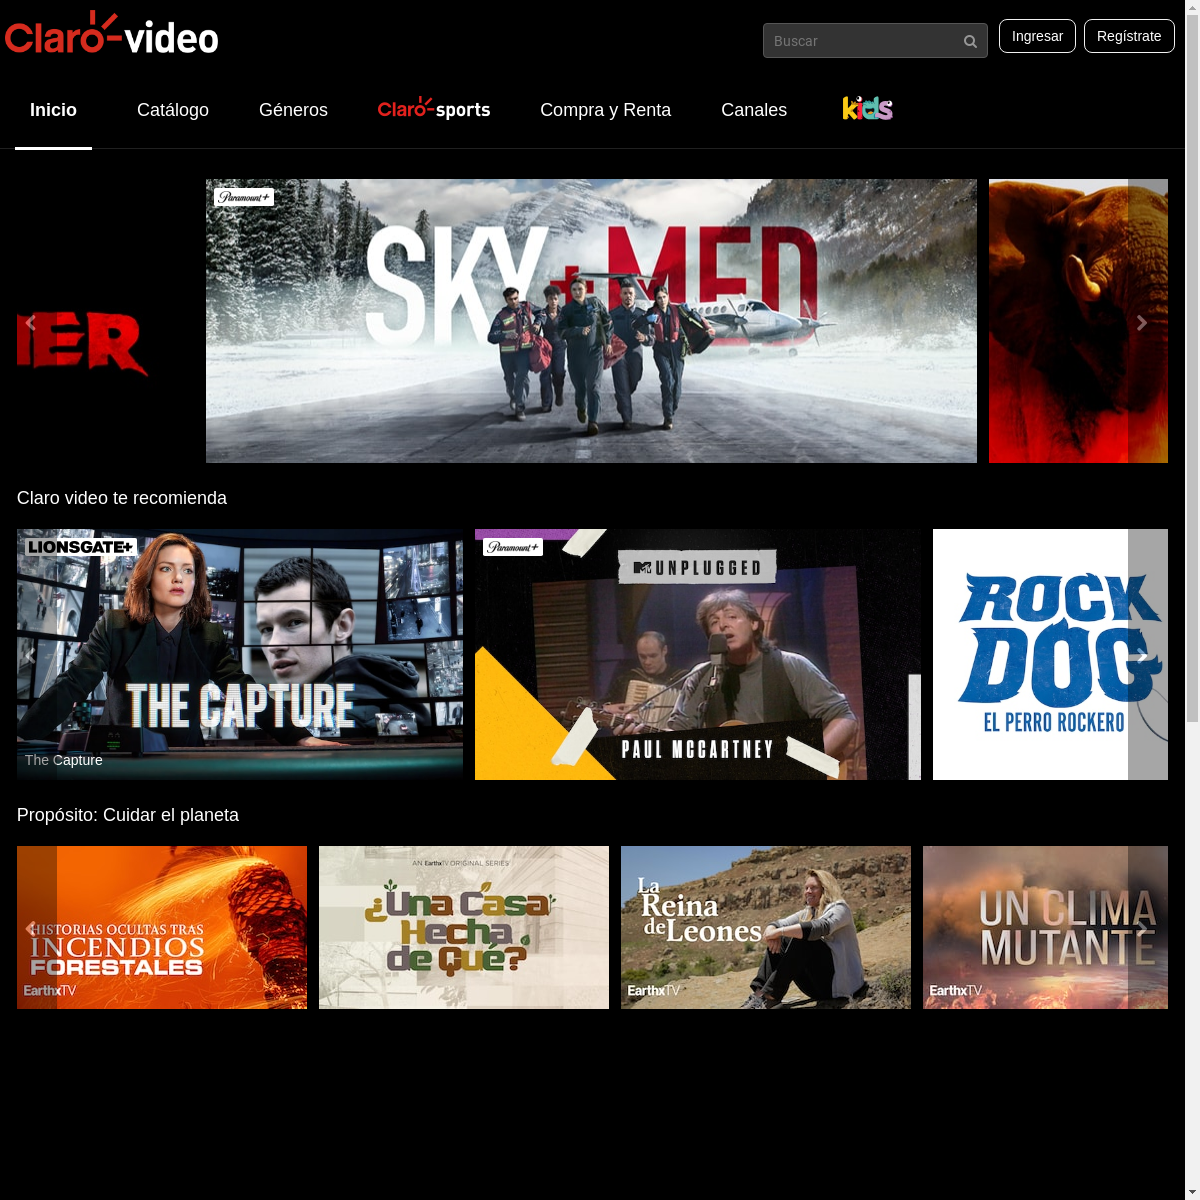 Claro-video
Buscar
Ingresar
Regístrate
Inicio
Catálogo
Géneros
Claro-sports
Compra y Renta
Canales
kids
Paramount+
SKY+MED
Claro video te recomienda
LIONSGATE+
THE CAPTURE
The Capture
Paramount+
MTV UNPLUGGED
PAUL MCCARTNEY
ROCK
DOG
EL PERRO ROCKERO
Propósito: Cuidar el planeta
HISTORIAS OCULTAS TRAS
INCENDIOS
FORESTALES
EarthxTV
AN EarthxTV ORIGINAL SERIES
¿Una Casa
Hecha
de Qué?
La
Reina
de Leones
EarthxTV
UN CLIMA
MUTANTE
EarthxTV